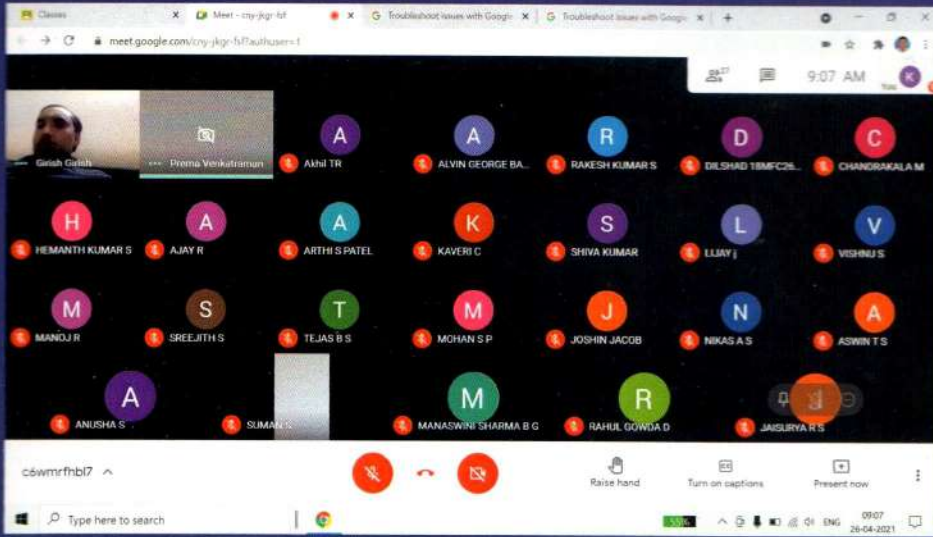 Classes
Meet - cny-jkgr-fsf
Troubleshoot issues with Google
Troubleshoot issues with Googl
meet.google.com/cny-jkgr-fsf?authuser=1
27
9:07 AM
You
K
Girish Girish
Prema Venkatraman
A
Akhil TR
A
ALVIN GEORGE BA...
R
RAKESH KUMAR S
D
DILSHAD 18MFC26...
C
CHANDRAKALA M
H
HEMANTH KUMAR S
A
AJAY R
A
ARTHI S PATEL
K
KAVERI C
S
SHIVA KUMAR
L
LIJAY j
V
VISHNU S
M
MANOJ R
S
SREEJITH S
T
TEJAS B S
M
MOHAN S P
J
JOSHIN JACOB
N
NIKAS A S
A
ASWIN T S
A
ANUSHA S
SUMAN
M
MANASWINI SHARMA B G
R
RAHUL GOWDA D
JAISURYA R S
c6wmrfhbl7
Raise hand
Turn on captions
Present now
Type here to search
55%
ENG
09:07
26-04-2021